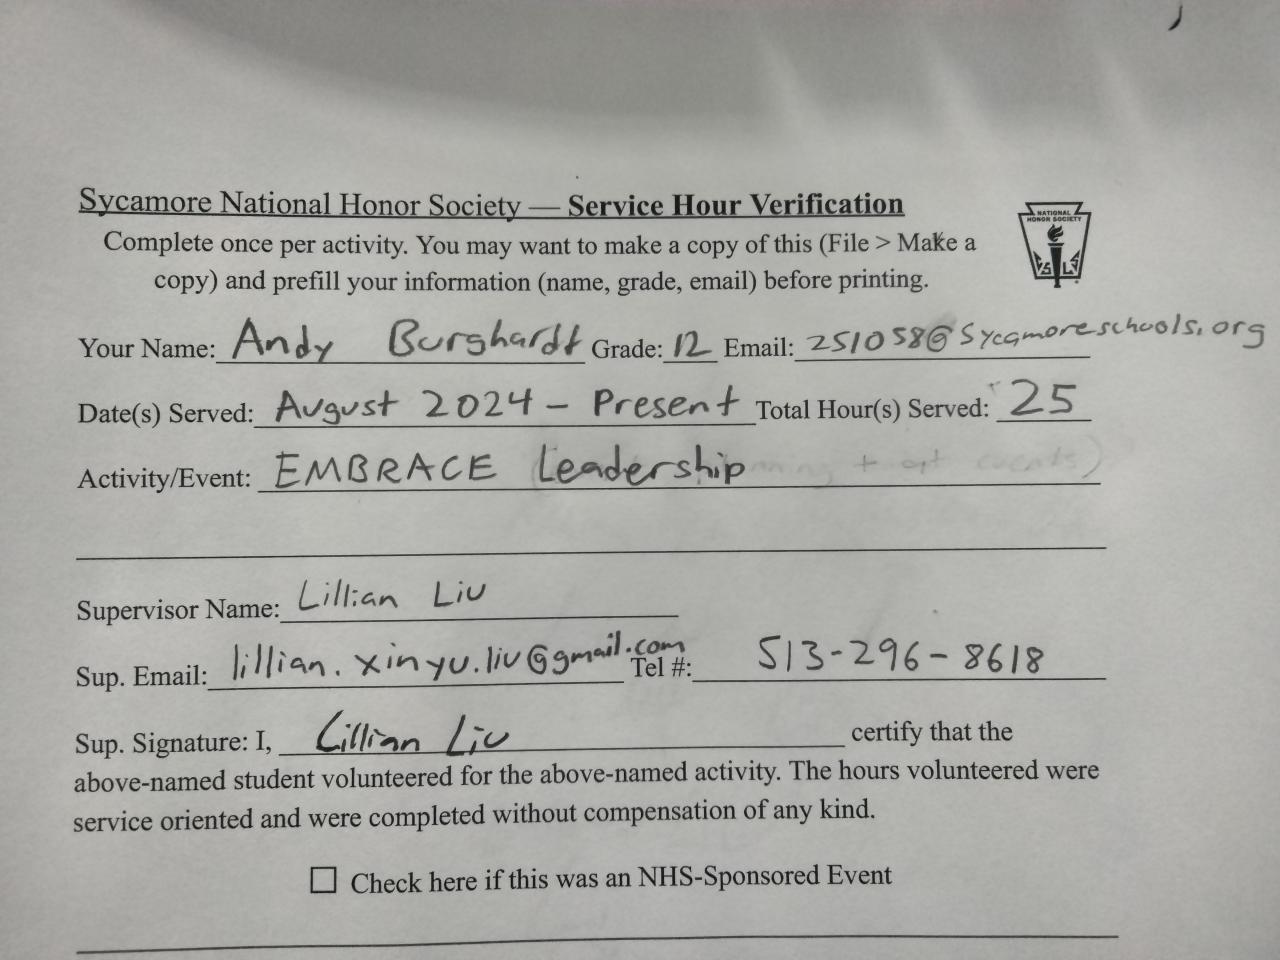 Sycamore National Honor Society — Service Hour Verification
NATIONAL
HONOR SOCIETY
Complete once per activity. You may want to make a copy of this (File > Make a
copy) and prefill your information (name, grade, email) before printing.
Your Name: Andy Burghardt Grade: 12 Email: 251058@sycamoreschools.org
Date(s) Served: August 2024 - Present Total Hour(s) Served: 25
Activity/Event: EMBRACE Leadership + events)
Supervisor Name: Lillian Liu
Sup. Email: lillian.xinyu.liu@gmail.com Tel #: 513-296-8618
Sup. Signature: I, Lillian Liu certify that the
above-named student volunteered for the above-named activity. The hours volunteered were
service oriented and were completed without compensation of any kind.
Check here if this was an NHS-Sponsored Event